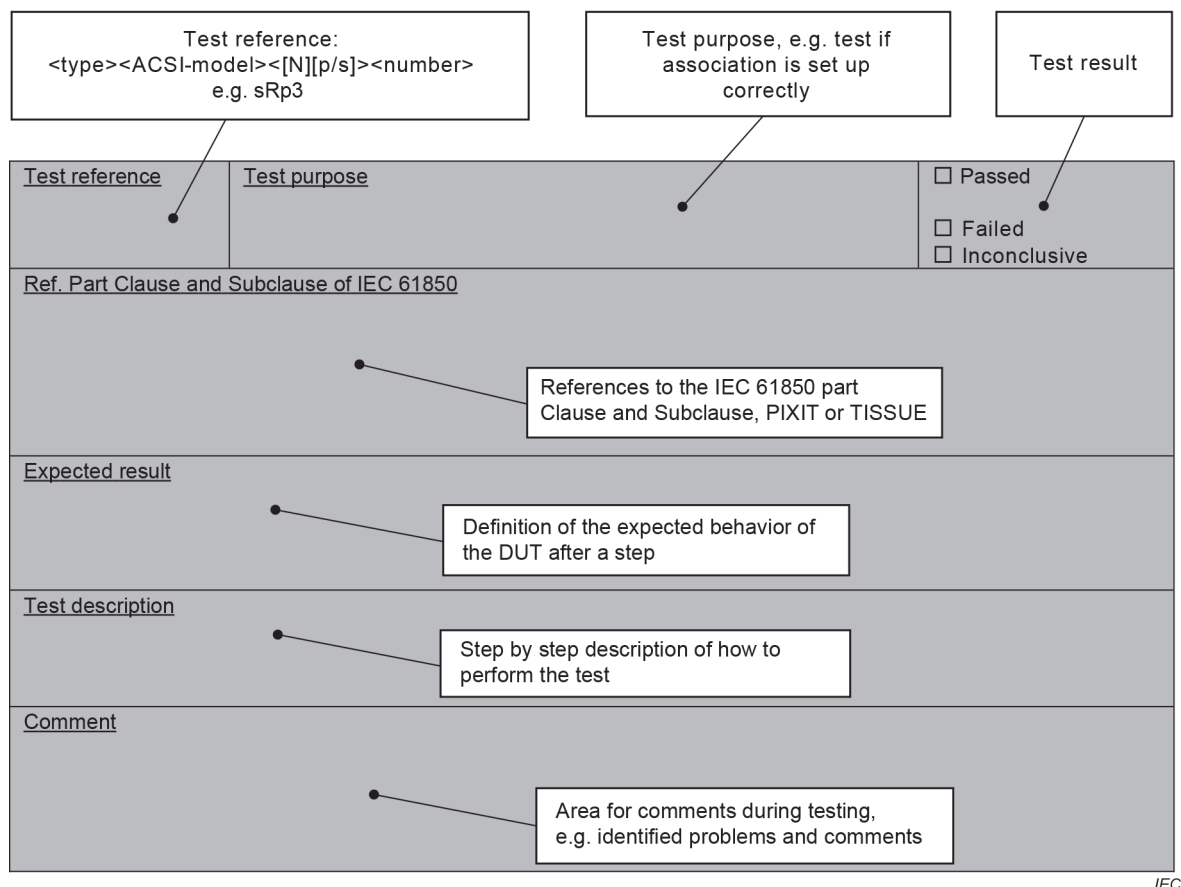 Test reference:
<type><ACSI-model><[N][p/s]><number>
e.g. sRp3
Test purpose, e.g. test if
association is set up
correctly
Test result
Test reference
Test purpose
☐ Passed
☐ Failed
☐ Inconclusive
Ref. Part Clause and Subclause of IEC 61850
References to the IEC 61850 part
Clause and Subclause, PIXIT or TISSUE
Expected result
Definition of the expected behavior of
the DUT after a step
Test description
Step by step description of how to
perform the test
Comment
Area for comments during testing,
e.g. identified problems and comments
IEC